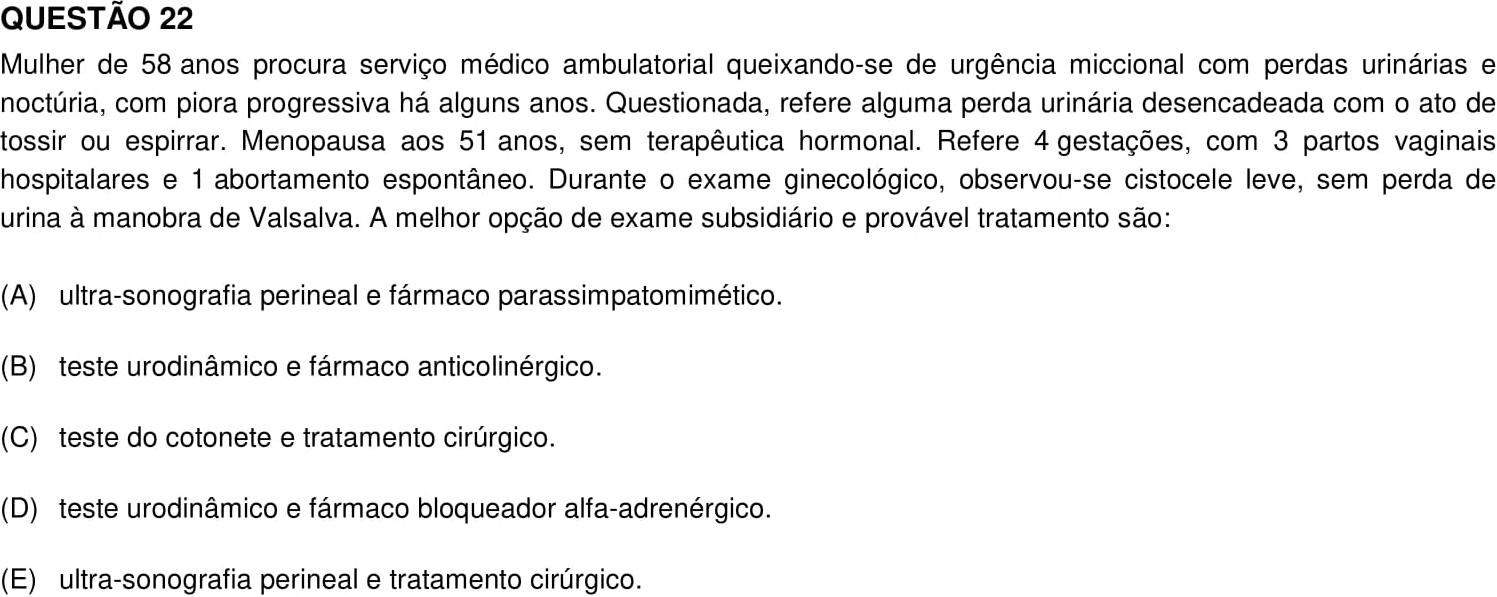 QUESTÃO 22
Mulher de 58 anos procura serviço médico ambulatorial queixando-se de urgência miccional com perdas urinárias e
noctúria, com piora progressiva há alguns anos. Questionada, refere alguma perda urinária desencadeada com o ato de
tossir ou espirrar. Menopausa aos 51 anos, sem terapêutica hormonal. Refere 4 gestações, com 3 partos vaginais
hospitalares e 1 abortamento espontâneo. Durante o exame ginecológico, observou-se cistocele leve, sem perda de
urina à manobra de Valsalva. A melhor opção de exame subsidiário e provável tratamento são:
(A) ultra-sonografia perineal e fármaco parassimpatomimético.
(B) teste urodinâmico e fármaco anticolinérgico.
(C) teste do cotonete e tratamento cirúrgico.
(D) teste urodinâmico e fármaco bloqueador alfa-adrenérgico.
(E) ultra-sonografia perineal e tratamento cirúrgico.